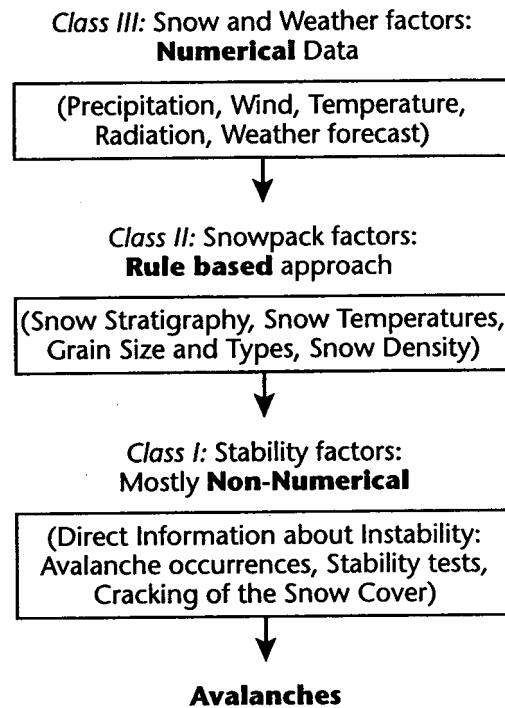 Class III: Snow and Weather factors:
Numerical Data
(Precipitation, Wind, Temperature,
Radiation, Weather forecast)
Class II: Snowpack factors:
Rule based approach
(Snow Stratigraphy, Snow Temperatures,
Grain Size and Types, Snow Density)
Class I: Stability factors:
Mostly Non-Numerical
(Direct Information about Instability:
Avalanche occurrences, Stability tests,
Cracking of the Snow Cover)
Avalanches